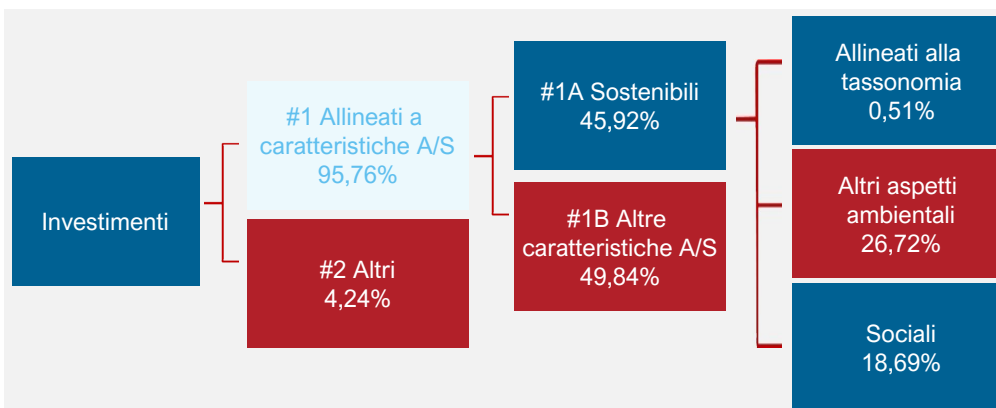 Investimenti
#1 Allineati a
caratteristiche A/S
95,76%
#2 Altri
4,24%
#1A Sostenibili
45,92%
#1B Altre
caratteristiche A/S
49,84%
Allineati alla
tassonomia
0,51%
Altri aspetti
ambientali
26,72%
Sociali
18,69%